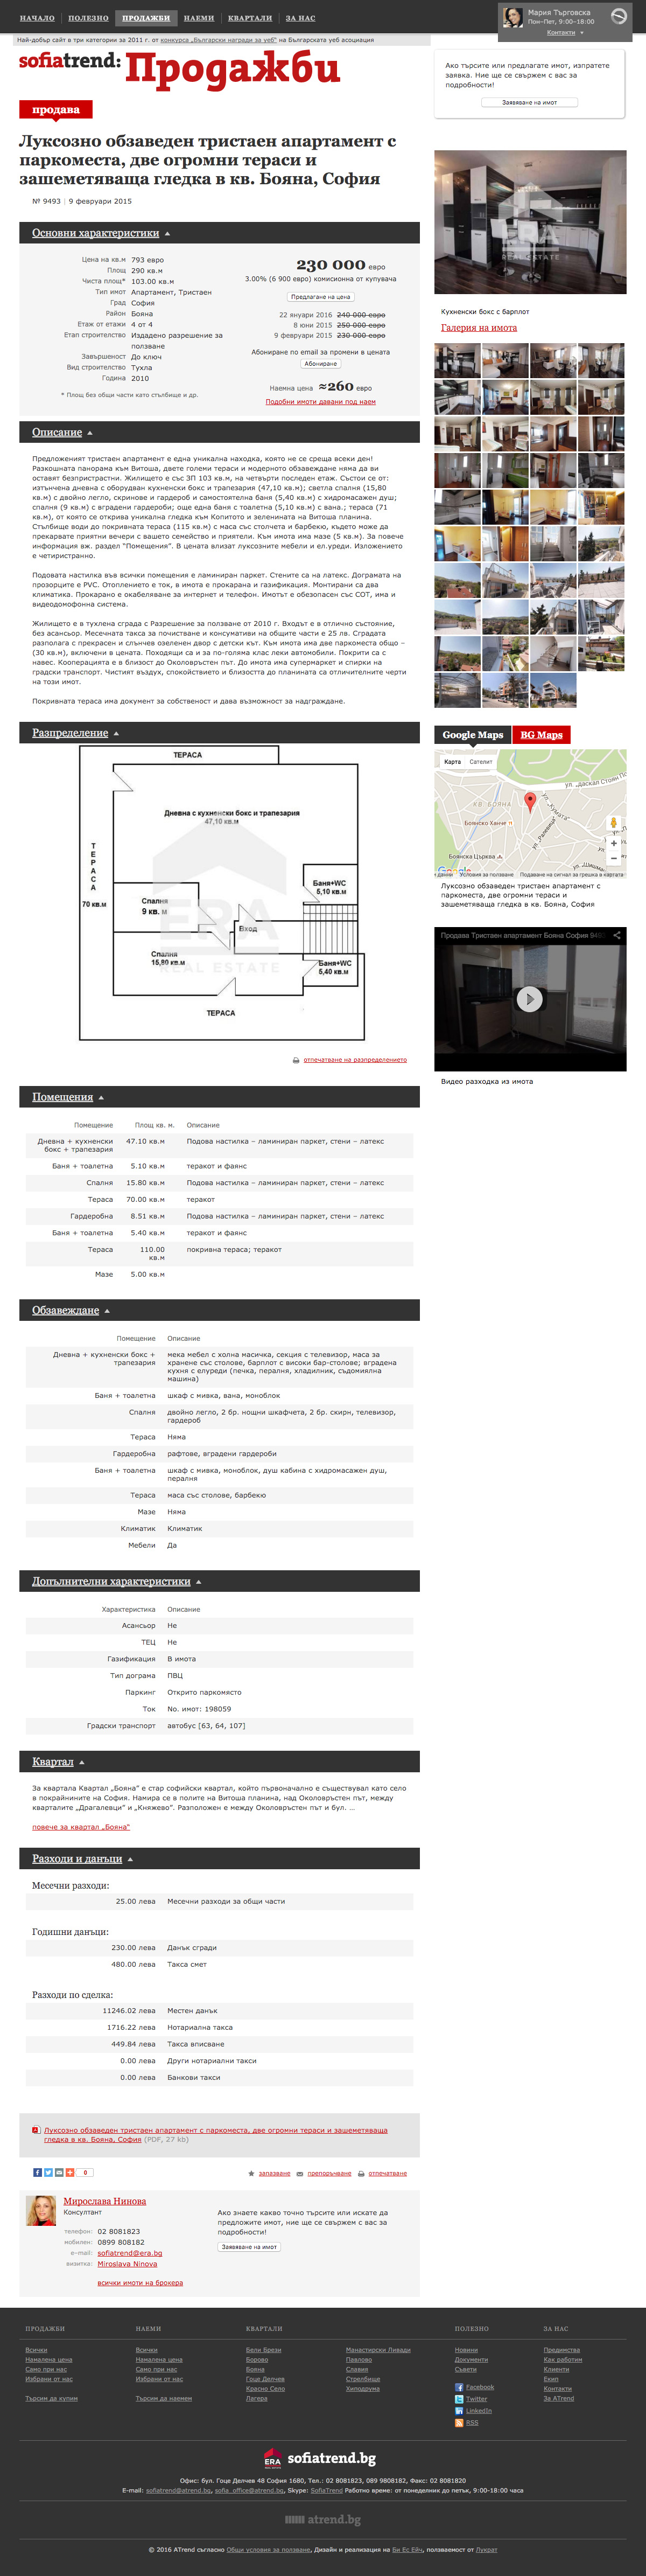 НАЧАЛО ПОЛЕЗНО ПРОДАЖБИ НАЕМИ КВАРТАЛИ ЗА НАС
Мария Търговска
Пон-Пет, 9:00-18:00
Контакти
Най-добър сайт в три категории за 2011 г. от конкурса „Български награди за уеб" на Българската уеб асоциация
sofiatrend: Продажби
Ако търсите или предлагате имот, изпратете
заявка. Ние ще се свържем с вас за
подробности!
Заявяване на имот
продава
Луксозно обзаведен тристаен апартамент с
паркоместа, две огромни тераси и
зашеметяваща гледка в кв. Бояна, София
№ 9493 | 9 февруари 2015
Основни характеристики
Цена на кв.м 793 евро
Площ 290 кв.м
Чиста площ* 103.00 кв.м
Тип имот Апартамент, Тристаен
Град София
Район Бояна
Етаж от етажи 4 от 4
Етап строителство Издадено разрешение за
ползване
Завършеност До ключ
Вид строителство Тухла
Година 2010
* Площ без общи части като стълбище и др.
230 000 евро
3.00% (6 900 евро) комисионна от купувача
Предлагане на цена
22 януари 2016 240 000 евро
8 юни 2015 250 000 евро
9 февруари 2015 230 000 евро
Абониране по email за промени в цената
Абониране
Наемна цена ≈260 евро
Подобни имоти давани под наем
Кухненски бокс с барплот
Галерия на имота
Описание
Предложеният тристаен апартамент е една уникална находка, която не се среща всеки ден!
Разкошната панорама към Витоша, двете големи тераси и модерното обзавеждане няма да ви
оставят безпристрастни. Жилището е със ЗП 103 кв.м, на четвърти последен етаж. Състои се от:
изтъкнена с оборудван кухненски бокс и трапезария (47,10 кв.м); светла спалня (15,80
кв.м) с двойно легло, скринове и гардероб и самостоятелна баня (5,40 кв.м) с хидромасажен душ;
спалня (9 кв.м) с вградени гардероби; още една баня с тоалетна (5,10 кв.м) с вана.; тераса (71
кв.м), от която се открива уникална гледка към Копитото и зеленината на Витоша планина.
Стълбище води до покривната тераса (115 кв.м) с маса със столчета и барбекю, където може да
прекарвате приятни вечери с вашето семейство и приятели. Към имота има мазе (5 кв.м). За повече
информация вж. раздел "Помещения". В цената влизат луксозните мебели и ел.уреди. Изложението
е четиристранно.
Подовата настилка във всички помещения е ламиниран паркет. Стените са на латекс. Дограмата на
прозорците е PVC. Отоплението е ток, в имота е прокарана и газификация. Монтирани са два
климатика. Прокарано е окабеляване за интернет и телефон. Имотът е обезопасен със СОТ, има и
видеодомофонна система.
Жилището е в тухлена сграда с Разрешение за ползване от 2010 г. Входът е в отлично състояние,
без асансьор. Месечната такса за почистване и консумативи на общите части е 25 лв. Сградата
разполага с прекрасен и слънчев озеленен двор с детски кът. Към имота има две паркоместа общо –
(30 кв.м), включени в цената. Походящи са и за по-голяма клас леки автомобили. Покрити са с
навес. Кооперацията е в близост до Околовръстен път. До имота има супермаркет и спирки на
градски транспорт. Чистият въздух, спокойствието и близостта до планината са отличителните черти
на този имот.
Покривната тераса има документ за собственост и дава възможност за надграждане.
Google Maps BG Maps
Карта Сателит
КВ. БОЯНА
Боянско Ханче
Боянска Църква
ул. „Кумата"
Google
Условия за ползване Подаване на сигнал за грешка в картата
Луксозно обзаведен тристаен апартамент с
паркоместа, две огромни тераси и
зашеметяваща гледка в кв. Бояна, София
Продава Тристаен апартамент Бояна София
Видео разходка из имота
Разпределение
ТЕРАСА
Дневна с кухненски бокс и трапезария
47,10 кв.м
ТЕРАСА
70 кв.м
Спалня
9 кв. м
Баня+WC
5,10 кв.м
Вход
ERA
REAL ESTATE
Спалня
15,80 кв.м
Баня+WC
5,40 кв.м
ТЕРАСА
отпечатване на разпределението
Помещения
Помещение Площ кв. м. Описание
Дневна + кухненски
бокс + трапезария 47.10 кв.м Подова настилка – ламиниран паркет, стени – латекс
Баня + тоалетна 5.10 кв.м теракот и фаянс
Спалня 15.80 кв.м Подова настилка – ламиниран паркет, стени – латекс
Тераса 70.00 кв.м теракот
Гардеробна 8.51 кв.м Подова настилка – ламиниран паркет, стени – латекс
Баня + тоалетна 5.40 кв.м теракот и фаянс
Тераса 110.00
кв.м покривна тераса; теракот
Мазе 5.00 кв.м
Обзавеждане
Помещение Описание
Дневна + кухненски бокс +
трапезария
мека мебел с холна масичка, секция с телевизор, маса за
хранене със столове, барплот с високи бар-столове; вградена
кухня с елуреди (печка, пералня, хладилник, съдомиялна
машина)
Баня + тоалетна шкаф с мивка, вана, моноблок
Спалня двойно легло, 2 бр. нощни шкафчета, 2 бр. скирн, телевизор,
гардероб
Тераса Няма
Гардеробна рафтове, вградени гардероби
Баня + тоалетна шкаф с мивка, моноблок, душ кабина с хидромасажен душ,
пералня
Тераса маса със столове, барбекю
Мазе Няма
Климатик Климатик
Мебели Да
Допълнителни характеристики
Характеристика Описание
Асансьор Не
ТЕЦ Не
Газификация В имота
Тип дограма ПВЦ
Паркинг Открито паркомясто
Ток No. имот: 198059
Градски транспорт автобус [63, 64, 107]
Квартал
За квартала Квартал „Бояна" е стар софийски квартал, който първоначално е съществувал като село
в покрайнините на София. Намира се в полите на Витоша планина, над Околовръстен път, между
кварталите „Драгалевци" и „Княжево". Разположен е между Околовръстен път и бул. ...
повече за квартал „Бояна"
Разходи и данъци
Месечни разходи:
25.00 лева Месечни разходи за общи части
Годишни данъци:
230.00 лева Данък сгради
480.00 лева Такса смет
Разходи по сделка:
11246.02 лева Местен данък
1716.22 лева Нотариална такса
449.84 лева Такса вписване
0.00 лева Други нотариални такси
0.00 лева Банкови такси
Луксозно обзаведен тристаен апартамент с паркоместа, две огромни тераси и зашеметяваща
гледка в кв. Бояна, София (PDF, 27 kb)
0
запазване препоръчване отпечатване
Мирослава Нинова
Консултант
телефон: 02 8081823
мобилен: 0899 808182
e-mail: sofiatrend@era.bg
визитка: Miroslava Ninova
всички имоти на брокера
Ако знаете какво точно търсите или искате да
предложите имот, ние ще се свържем с вас за
подробности!
Заявяване на имот
ПРОДАЖБИ НАЕМИ КВАРТАЛИ ПОЛЕЗНО ЗА НАС
Всички Всички Бели Брези Манастирски Ливади Новини Предимства
Намалена цена Намалена цена Борово Павлово Документи Как работим
Само при нас Само при нас Бояна Славия Съвети Клиенти
Избрани от нас Избрани от нас Гоце Делчев Стрелбище Екип
Красно Село Хиподрума Facebook Контакти
Търсим да купим Търсим да наемем Лагера Twitter За ATrend
LinkedIn
RSS
ERA sofiatrend.bg
Офис: бул. Гоце Делчев 48 София 1680, Тел.: 02 8081823, 089 9808182, Факс: 02 8081820
E-mail: sofiatrend@atrend.bg, sofia_office@atrend.bg, Skype: SofiaTrend Работно време: от понеделник до петък, 9:00-18:00 часа
atrend.bg
© 2016 ATrend съгласно Общи условия за ползване, Дизайн и реализация на Би Ес Ейч, ползваемост от Лукрат